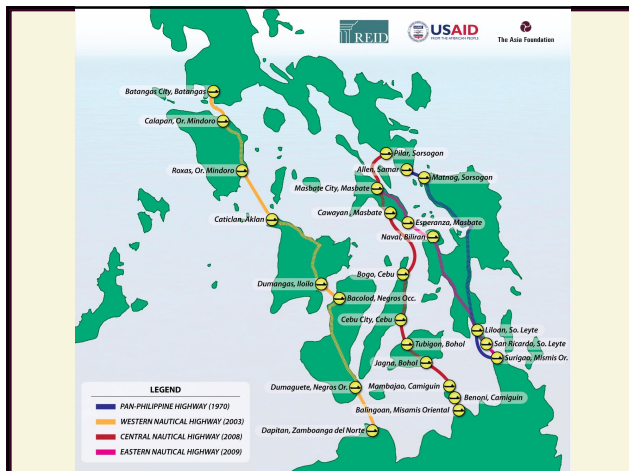 REID
USAID
FROM THE AMERICAN PEOPLE
The Asia Foundation
Batangas City, Batangas
Calapan, Or. Mindoro
Roxas, Or. Mindoro
Caticlan, Aklan
Pilar, Sorsogon
Allen, Samar
Matnog, Sorsogon
Masbate City, Masbate
Cawayan, Masbate
Esperanza, Masbate
Naval, Biliran
Bogo, Cebu
Dumangas, Iloilo
Bacolod, Negros Occ.
Cebu City, Cebu
Liloan, So. Leyte
Tubigon, Bohol
San Ricardo, So. Leyte
Surigao, Mismis Or.
Jagna, Bohol
Mambajao, Camiguin
Dumaguete, Negros Or.
Benoni, Camiguin
Balingoan, Misamis Oriental
Dapitan, Zamboanga del Norte
LEGEND
PAN-PHILIPPINE HIGHWAY (1970)
WESTERN NAUTICAL HIGHWAY (2003)
CENTRAL NAUTICAL HIGHWAY (2008)
EASTERN NAUTICAL HIGHWAY (2009)